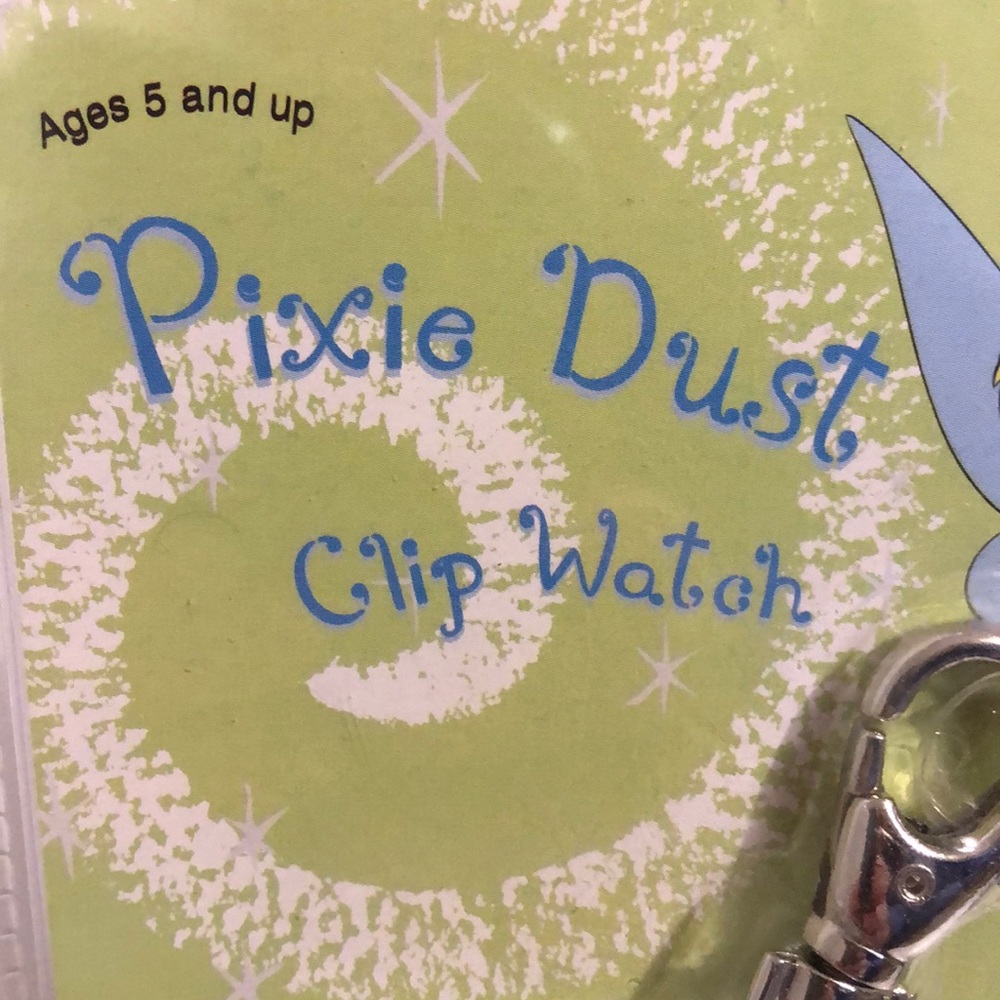 Ages 5 and up
Pixie Dust
Clip Watch